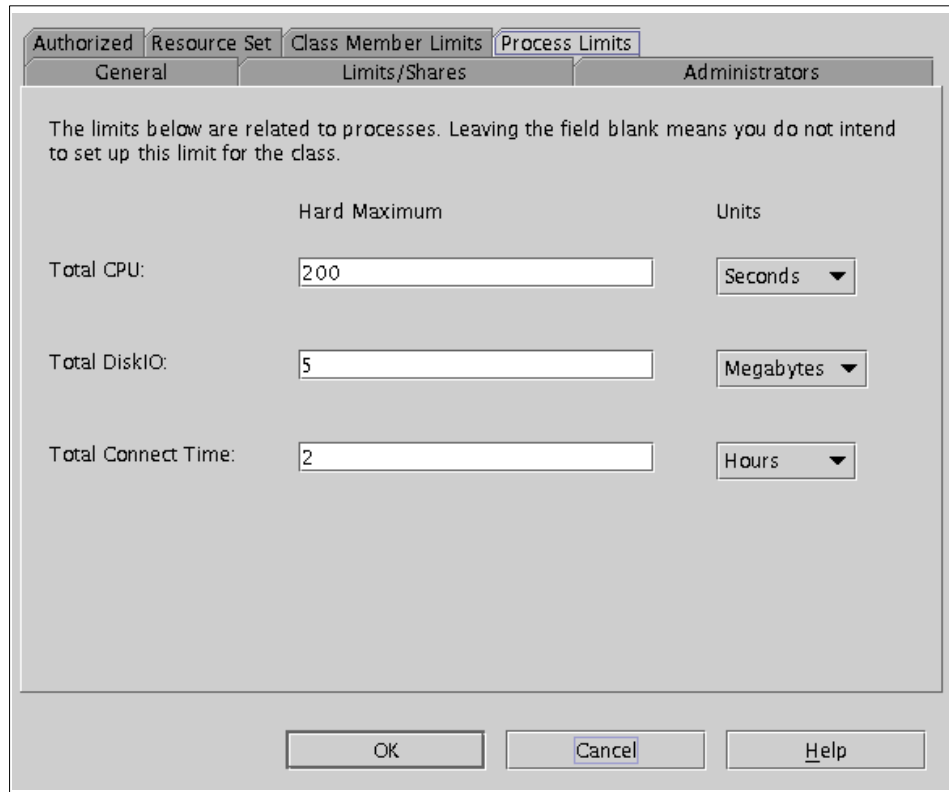 Authorized Resource Set Class Member Limits Process Limits
General Limits/Shares Administrators
The limits below are related to processes. Leaving the field blank means you do not intend
to set up this limit for the class.
Hard Maximum Units
Total CPU: 200 Seconds
Total DiskIO: 5 Megabytes
Total Connect Time: 2 Hours
OK Cancel Help